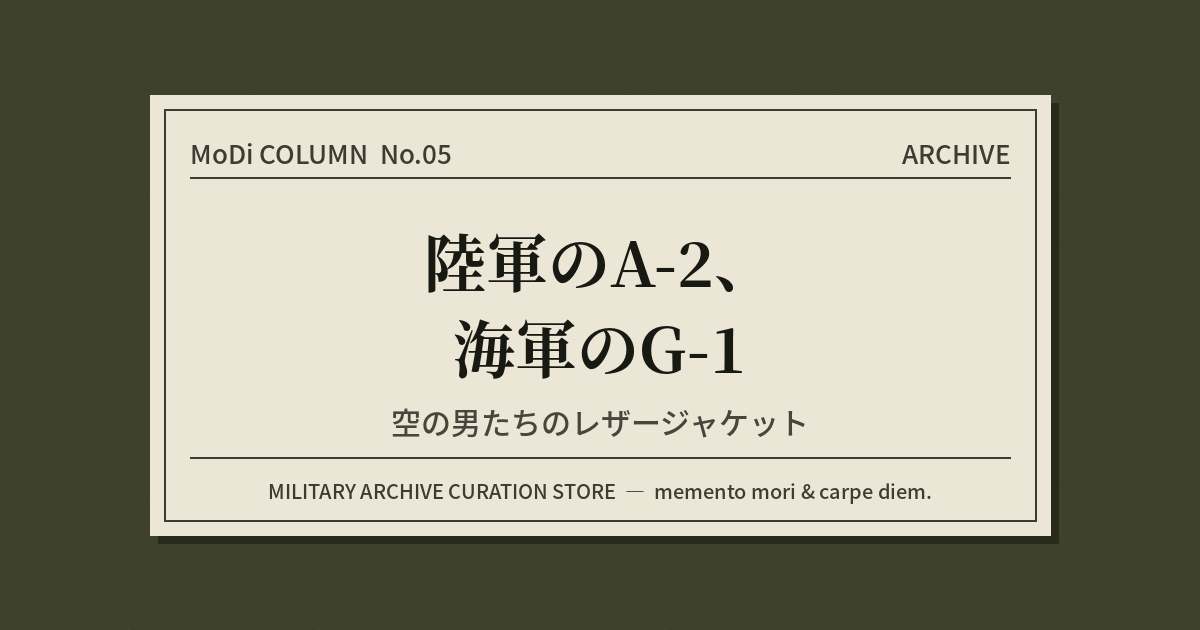 MoDi COLUMN No.05
ARCHIVE
陸軍のA-2、
海軍のG-1
空の男たちのレザージャケット
MILITARY ARCHIVE CURATION STORE — memento mori & carpe diem.